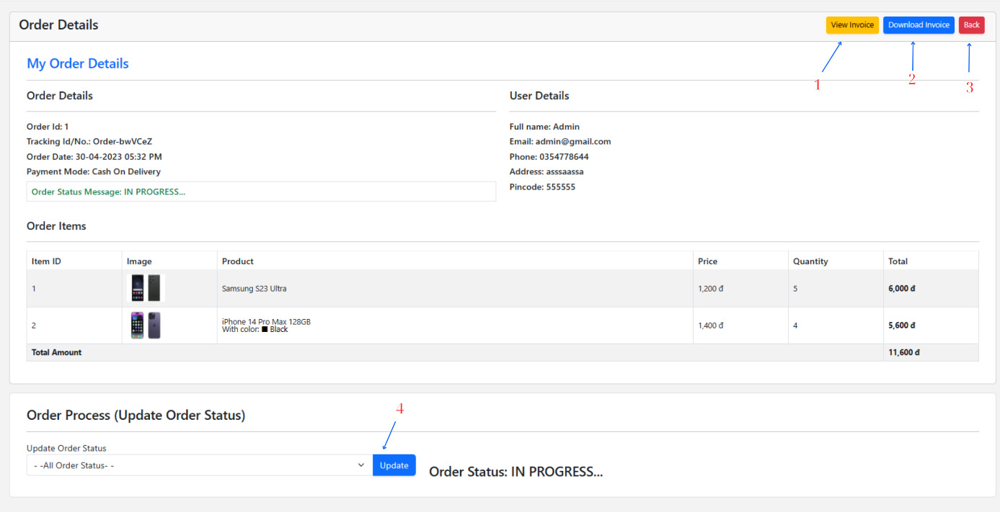 Order Details
View Invoice
Download Invoice
Back
1
2
3
My Order Details
Order Details
Order Id: 1
Tracking Id/No.: Order-bwVCeZ
Order Date: 30-04-2023 05:32 PM
Payment Mode: Cash On Delivery
Order Status Message: IN PROGRESS...
User Details
Full name: Admin
Email: admin@gmail.com
Phone: 0354778644
Address: asssaassa
Pincode: 555555
Order Items
Item ID Image Product Price Quantity Total
1 Samsung S23 Ultra 1,200 đ 5 6,000 đ
2 iPhone 14 Pro Max 128GB 1,400 đ 4 5,600 đ
With color: Black
Total Amount 11,600 đ
Order Process (Update Order Status)
4
Update Order Status
- -All Order Status- -
Update
Order Status: IN PROGRESS...